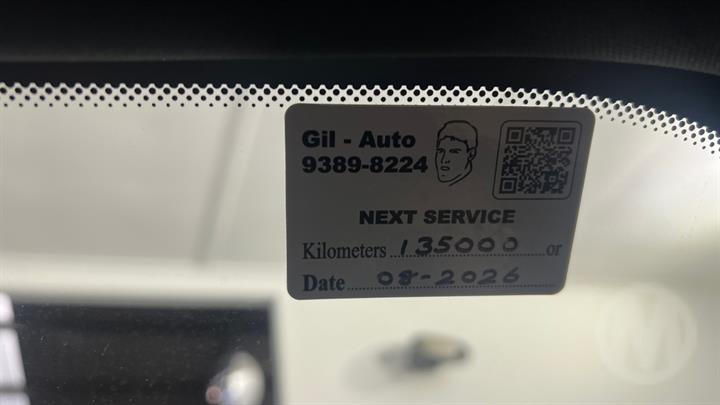 Gil - Auto
9389-8224
NEXT SERVICE
Kilometers 135000 or
Date 08-2026